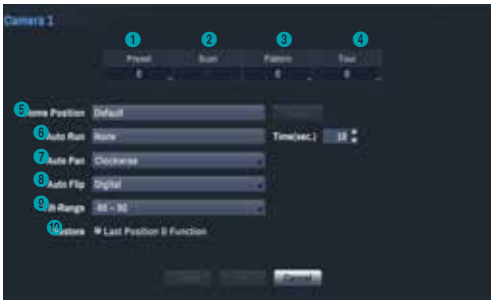 Camera 1
1 2 3 4
Preset Scan Pattern Tour
0 0 0
5 Home Position Default
6 Auto Run None Time(sec.) 10
7 Auto Pan Clockwise
8 Auto Flip Digital
9 Tilt-Range
10 Restore Last Position & Function
Cancel